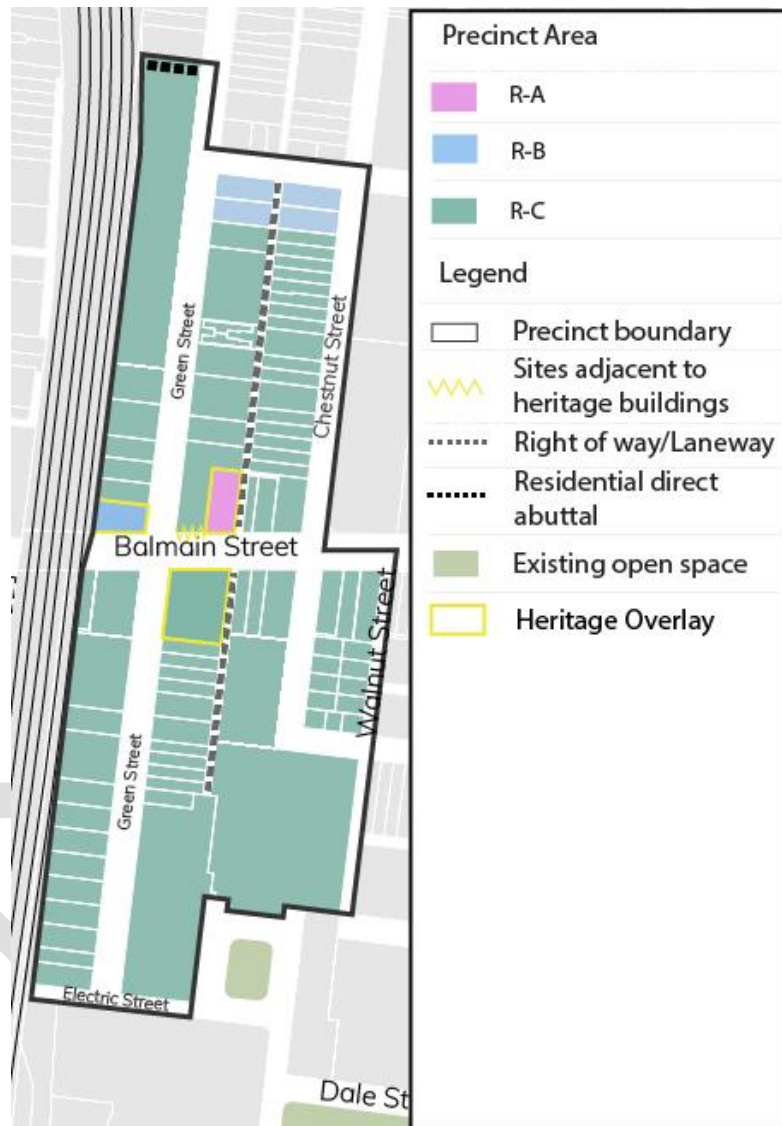 Precinct Area
R-A
R-B
R-C
Legend
Precinct boundary
Sites adjacent to
heritage buildings
Right of way/Laneway
Residential direct
abuttal
Existing open space
Heritage Overlay
Green Street
Chestnut Street
Balmain Street
Walnut Street
Green Street
Electric Street
Dale St